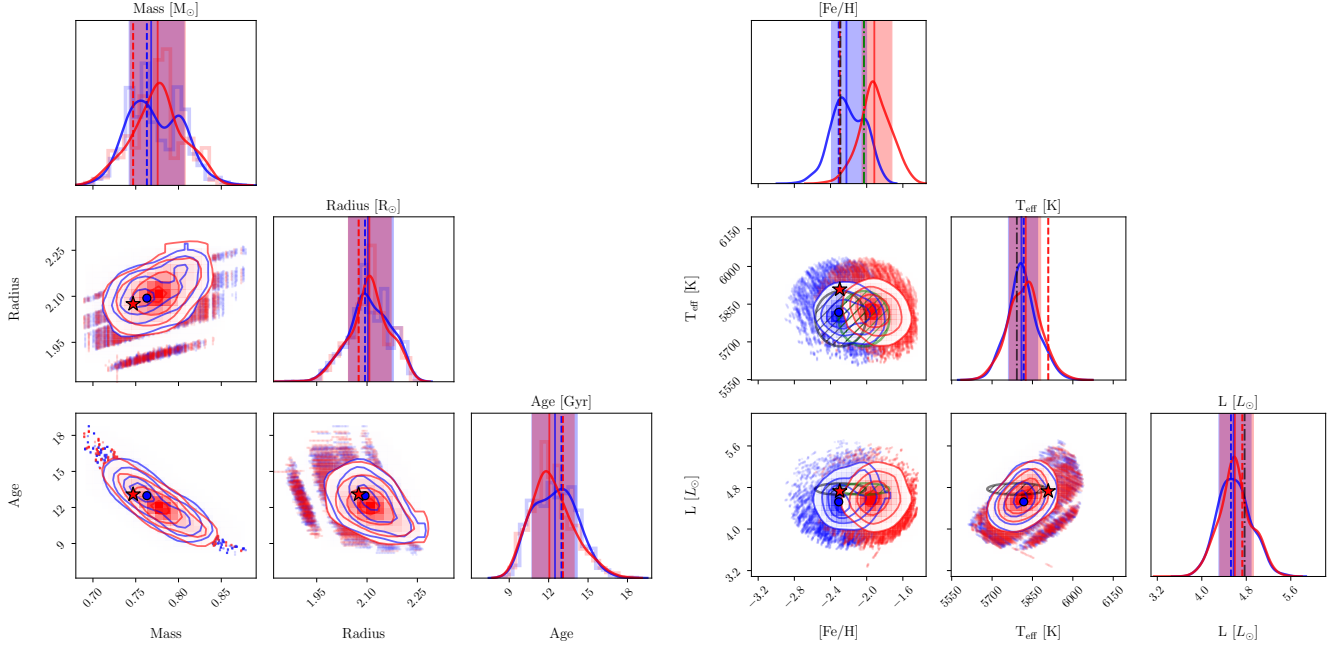 Mass [M⊙]
[Fe/H]
Radius [R⊙]
T_eff [K]
2.25
2.10
1.95
Radius
6150
6000
5850
5700
5550
T_eff [K]
Age [Gyr]
L [L⊙]
18
15
12
9
Age
5.6
4.8
4.0
3.2
L [L⊙]
0.70 0.75 0.80 0.85
1.95 2.10 2.25
9 12 15 18
−3.2 −2.8 −2.4 −2.0 −1.6
5550 5700 5850 6000 6150
3.2 4.0 4.8 5.6
Mass
Radius
Age
[Fe/H]
T_eff [K]
L [L⊙]